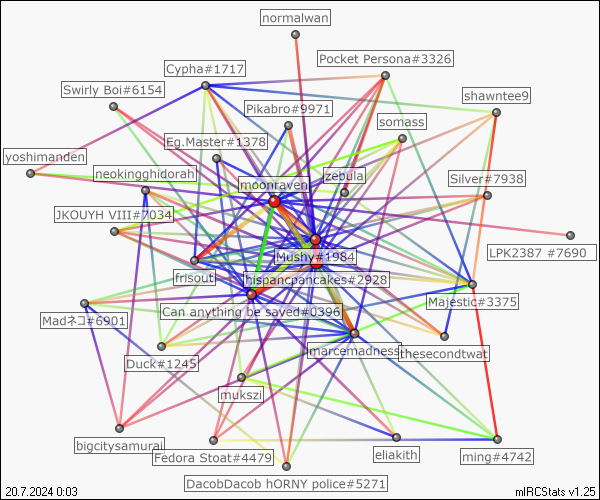 normalwan
Pocket Persona#3326
Cypha#1717
Swirly Boi#6154
shawntee9
Pikabro#9971
somass
Eg.Master#1378
yoshimanden
neokingghidorah
moonraven
zebula
Silver#7938
JKOUYH VIII#7034
Mushy#1984
LPK2387 #7690
frisout
hispancpancakes#2928
Majestic#3375
Madネコ#6901
Can anything be saved#0396
marcemadness
thesecondtwat
Duck#1245
mukszi
bigcitysamurai
Fedora Stoat#4479
eliakith
ming#4742
DacobDacob hORNY police#5271
20.7.2024 0:03
mIRCStats v1.25